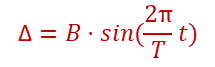 Δ = B · sin(2π/T t)